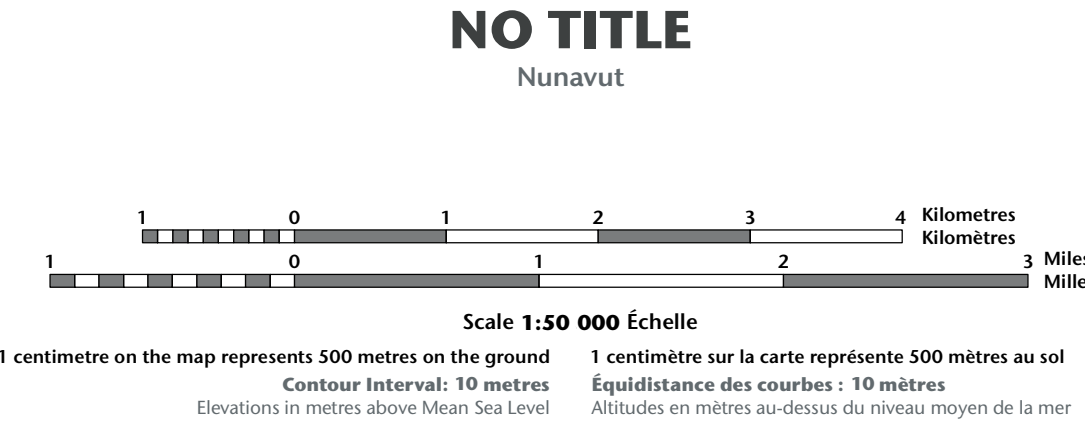 NO TITLE
Nunavut
1 0 1 2 3 4 Kilometres
Kilomètres
1 0 1 2 3 Miles
Mille
Scale 1:50 000 Échelle
1 centimetre on the map represents 500 metres on the ground
Contour Interval: 10 metres
Elevations in metres above Mean Sea Level
1 centimètre sur la carte représente 500 mètres au sol
Équidistance des courbes : 10 mètres
Altitudes en mètres au-dessus du niveau moyen de la mer